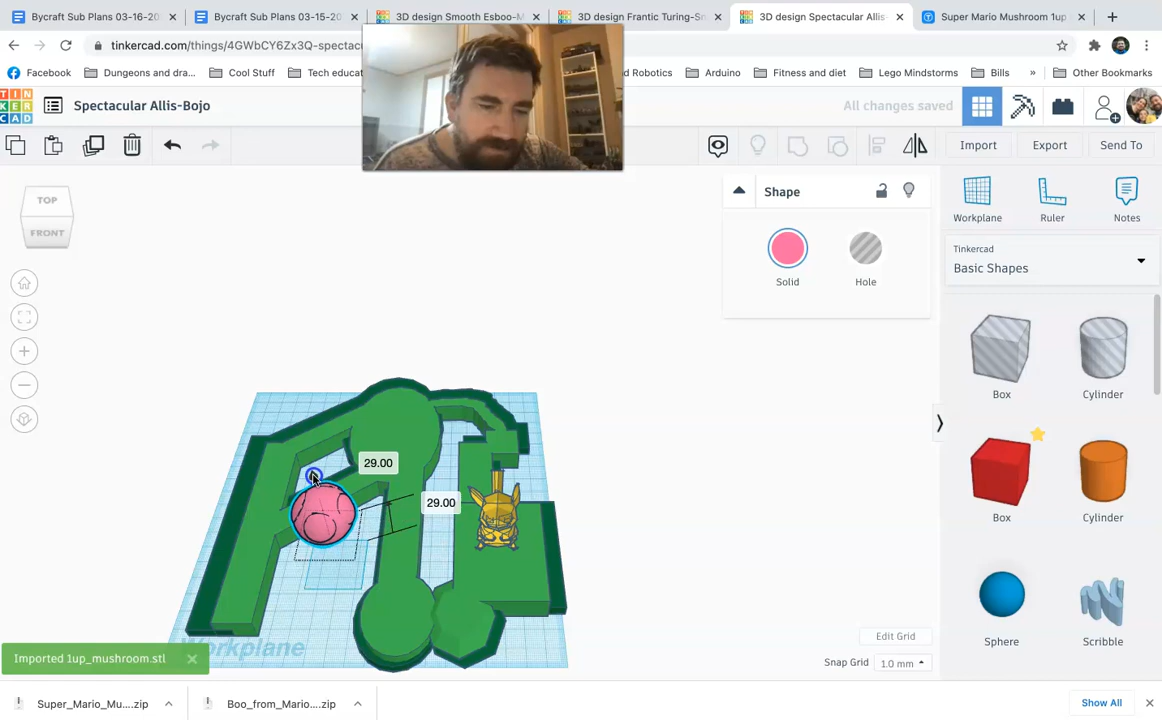 Bycraft Sub Plans 03-16-20
Bycraft Sub Plans 03-15-20
3D design Smooth Esboo-M
3D design Frantic Turing-Sn
3D design Spectacular Allis-
Super Mario Mushroom 1up
tinkercad.com/things/4GWbCY6Zx3Q-spectacu
Facebook
Dungeons and dra...
Cool Stuff
Tech educat
d Robotics
Arduino
Fitness and diet
Lego Mindstorms
Bills
»
Other Bookmarks
TIN
KER
CAD
Spectacular Allis-Bojo
All changes saved
Import
Export
Send To
TOP
FRONT
Shape
Solid
Hole
Workplane
Ruler
Notes
Tinkercad
Basic Shapes
Box
Cylinder
Box
Cylinder
Sphere
Scribble
29.00
29.00
Workplane
Edit Grid
Snap Grid
1.0 mm
Imported 1up_mushroom.stl
Super_Mario_Mu....zip
Boo_from_Mario....zip
Show All